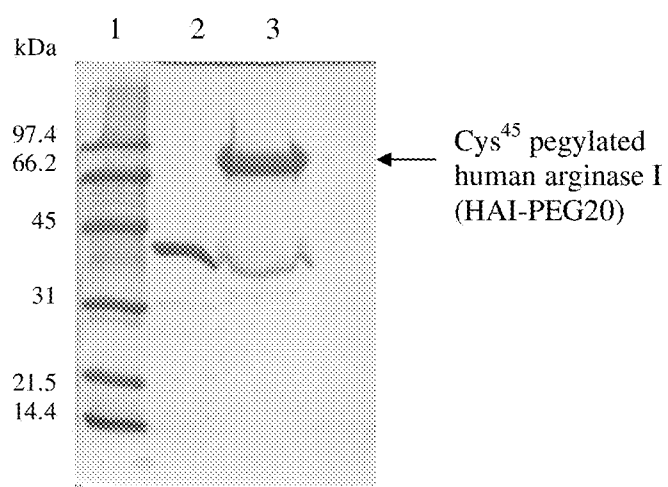 1 2 3
kDa
97.4
66.2
45
31
21.5
14.4
Cys⁴⁵ pegylated
human arginase I
(HAI-PEG20)